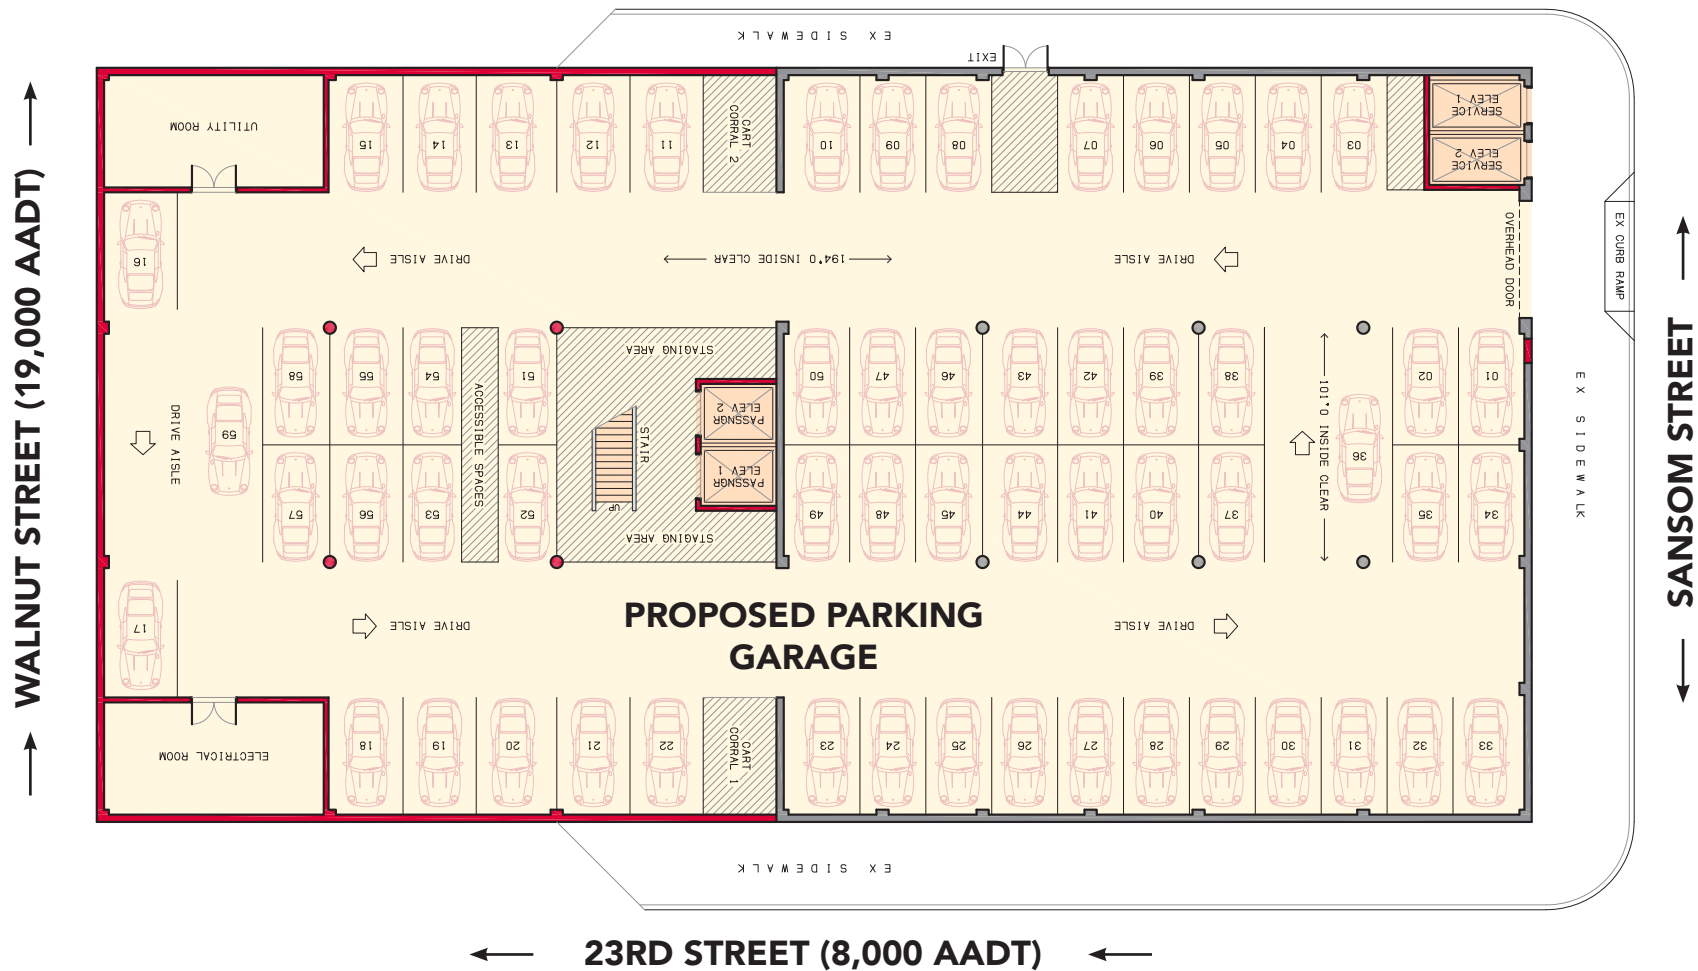 EX SIDEWALK
EXIT
UTILITY ROOM
15
14
13
12
11
CART
CORRAL 2
10
09
08
07
06
05
04
03
SERVICE
ELEV 1
SERVICE
ELEV 2
16
DRIVE AISLE
194'0 INSIDE CLEAR
DRIVE AISLE
OVERHEAD DOOR
EX CURB RAMP
WALNUT STREET (19,000 AADT)
SANSOM STREET
DRIVE AISLE
59
58
55
54
51
ACCESSIBLE SPACES
57
56
53
52
STAGING AREA
STAIR
UP
PASSNGR
ELEV 2
PASSNGR
ELEV 1
STAGING AREA
50
47
46
43
42
39
38
49
48
45
44
41
40
37
101'0 INSIDE CLEAR
36
02
01
35
34
EX SIDEWALK
17
DRIVE AISLE
PROPOSED PARKING
GARAGE
DRIVE AISLE
ELECTRICAL ROOM
18
19
20
21
22
CART
CORRAL 1
23
24
25
26
27
28
29
30
31
32
33
EX SIDEWALK
23RD STREET (8,000 AADT)